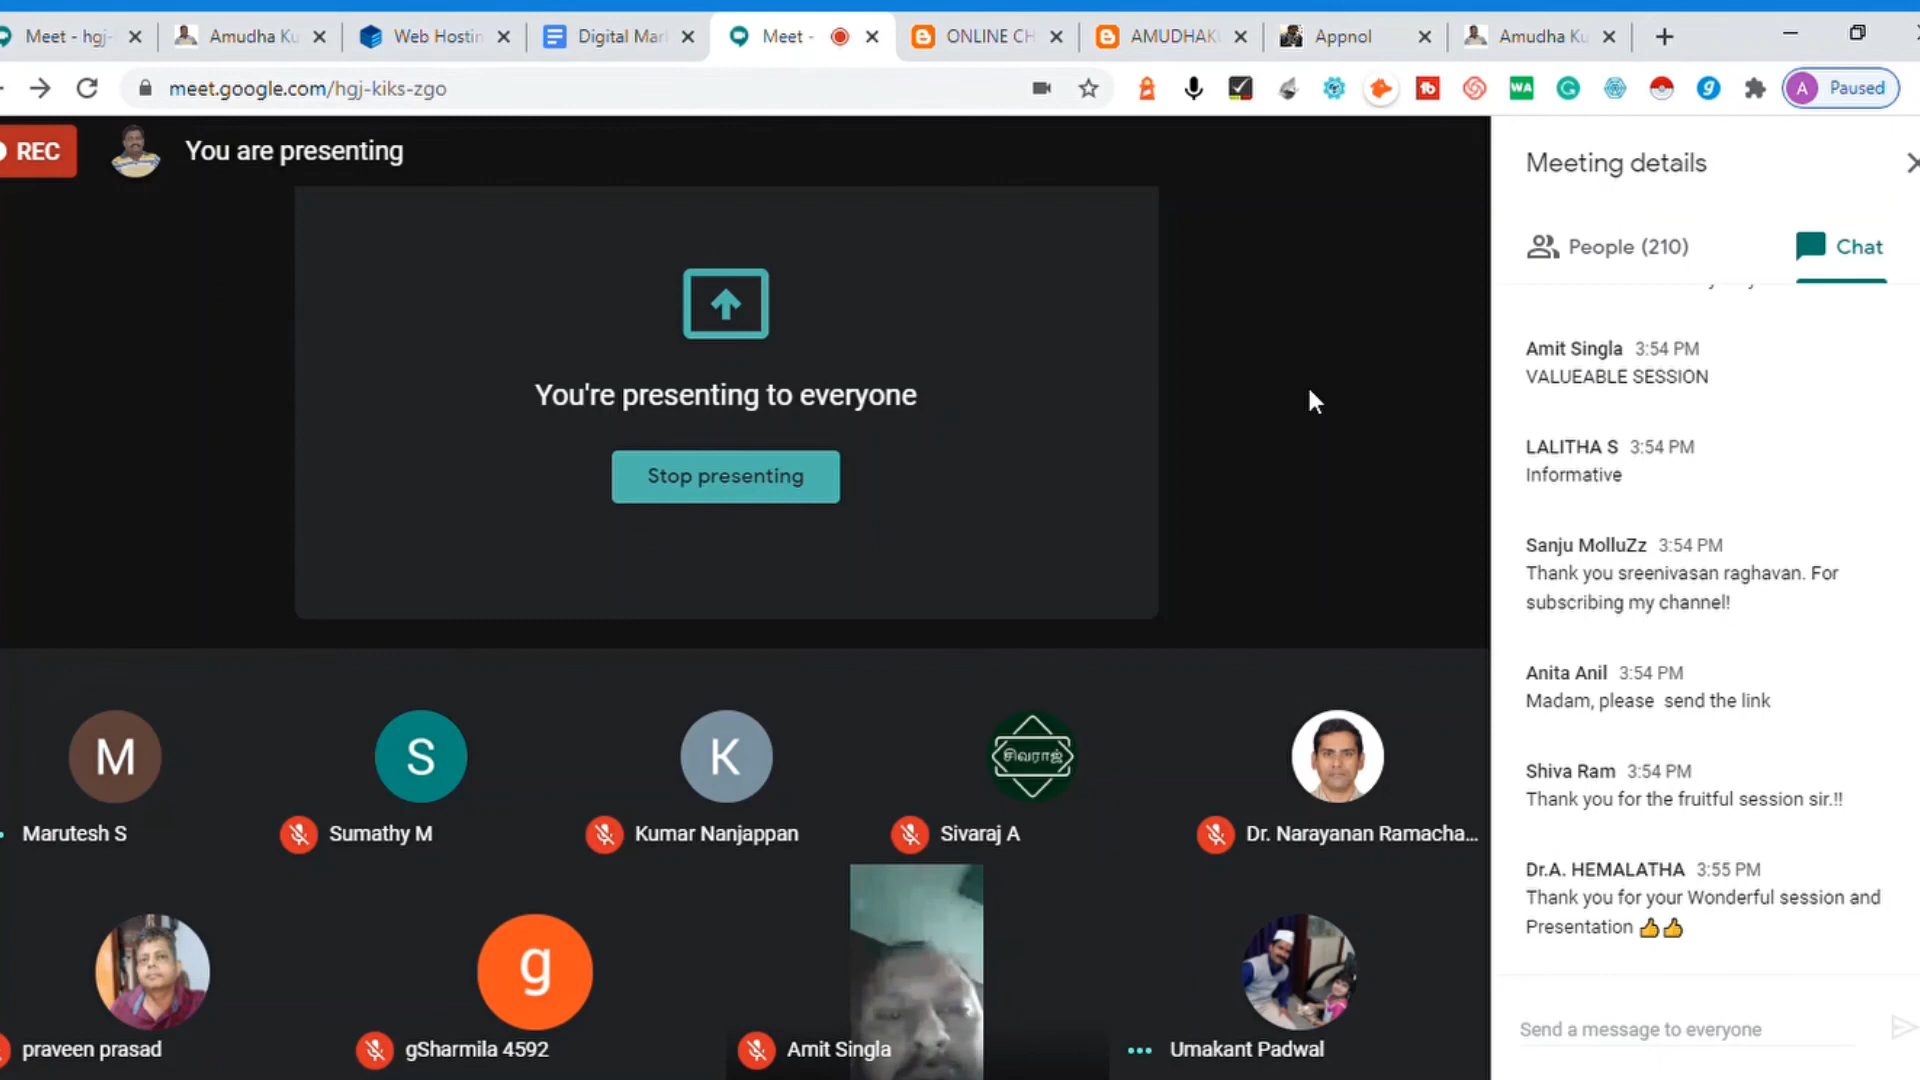 Meet - hgj-
Amudha Ku
Web Hostin
Digital Mar
Meet -
ONLINE CH
AMUDHAK
Appnol
Amudha Ku
meet.google.com/hgj-kiks-zgo
A
Paused
REC
You are presenting
Meeting details
People (210)
Chat
You're presenting to everyone
Stop presenting
Amit Singla 3:54 PM
VALUEABLE SESSION
LALITHA S 3:54 PM
Informative
Sanju MolluZz 3:54 PM
Thank you sreenivasan raghavan. For
subscribing my channel!
Anita Anil 3:54 PM
Madam, please send the link
Shiva Ram 3:54 PM
Thank you for the fruitful session sir.!!
Dr.A. HEMALATHA 3:55 PM
Thank you for your Wonderful session and
Presentation 👍👍
Send a message to everyone
M
S
K
சிவராஜ்
Marutesh S
Sumathy M
Kumar Nanjappan
Sivaraj A
Dr. Narayanan Ramacha...
g
praveen prasad
gSharmila 4592
Amit Singla
Umakant Padwal